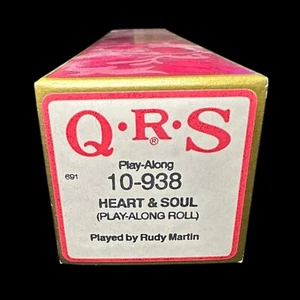 Q·R·S
®
Play-Along
691
10-938
HEART & SOUL
(PLAY-ALONG ROLL)
Played by Rudy Martin